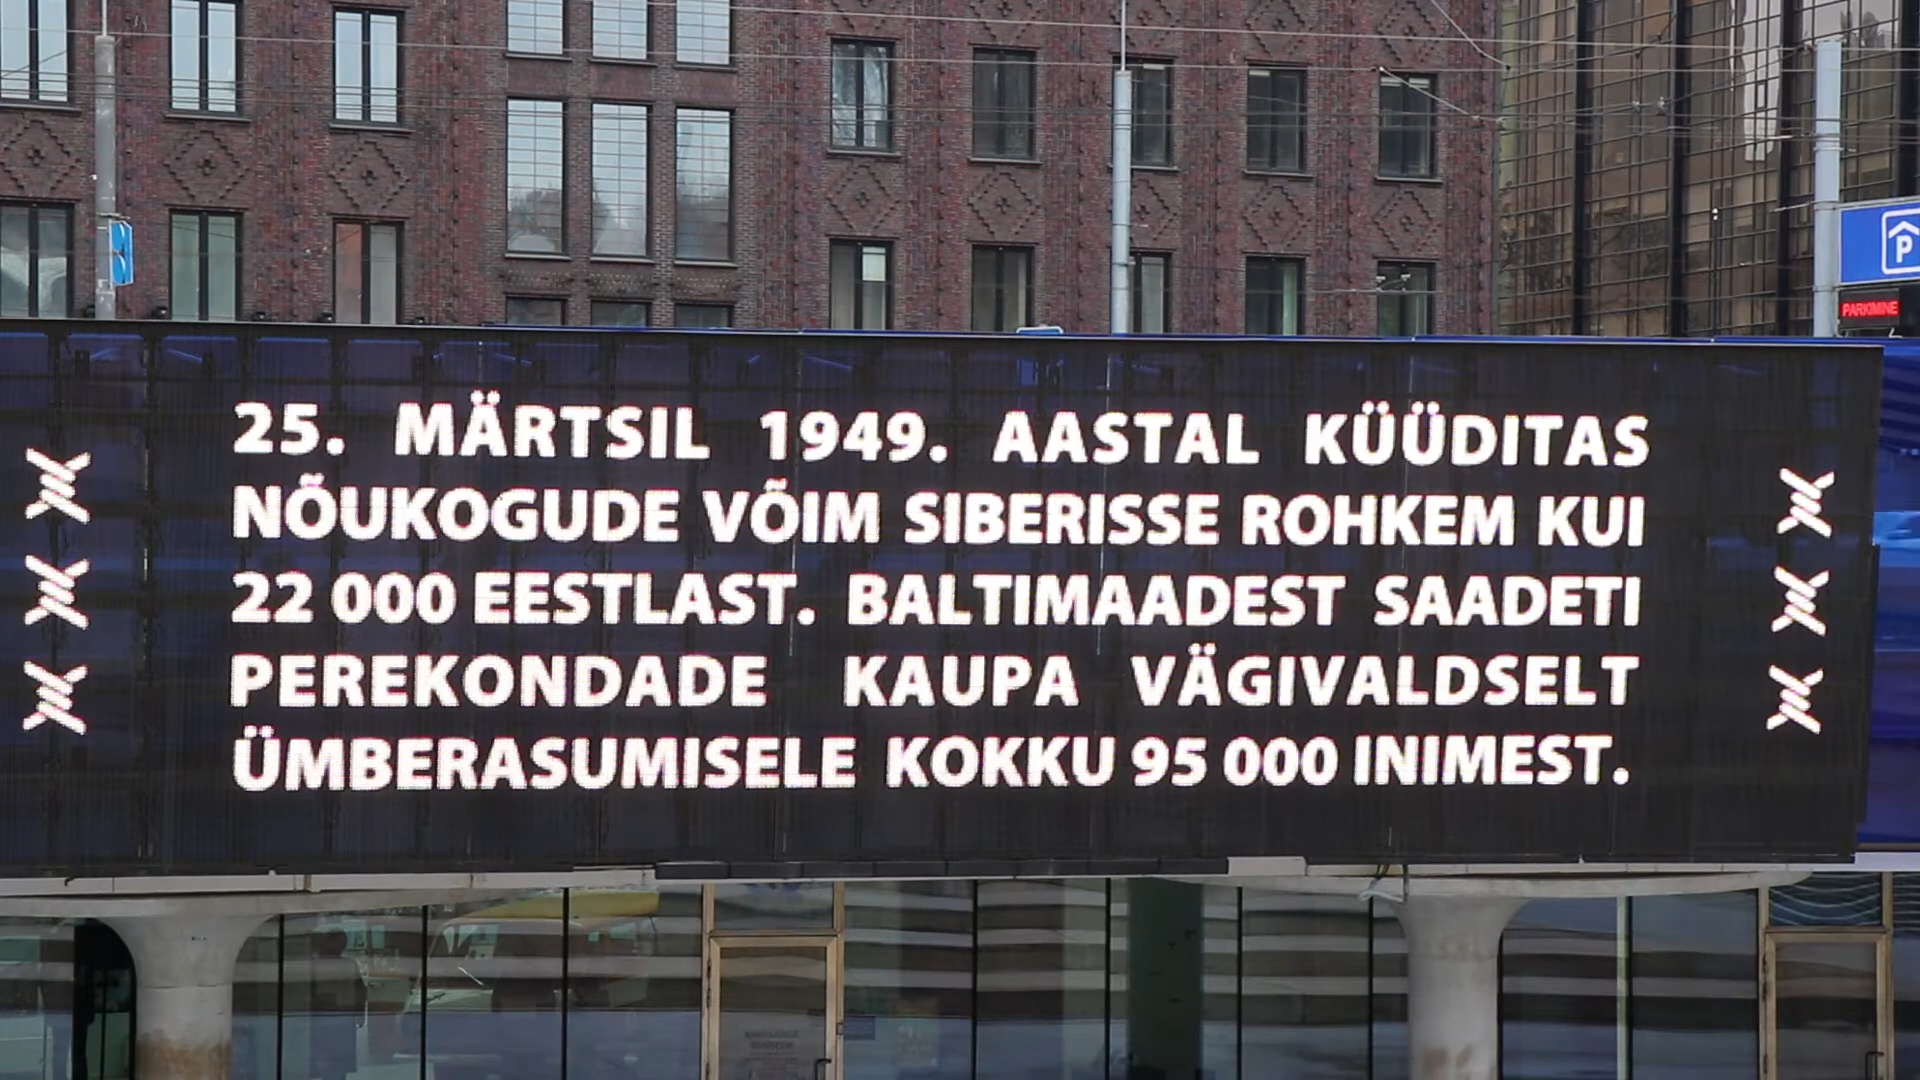 P
PARKIMINE
25. MÄRTSIL 1949. AASTAL KÜÜDITAS
NÕUKOGUDE VÕIM SIBERISSE ROHKEM KUI
22 000 EESTLAST. BALTIMAADEST SAADETI
PEREKONDADE KAUPA VÄGIVALDSELT
ÜMBERASUMISELE KOKKU 95 000 INIMEST.